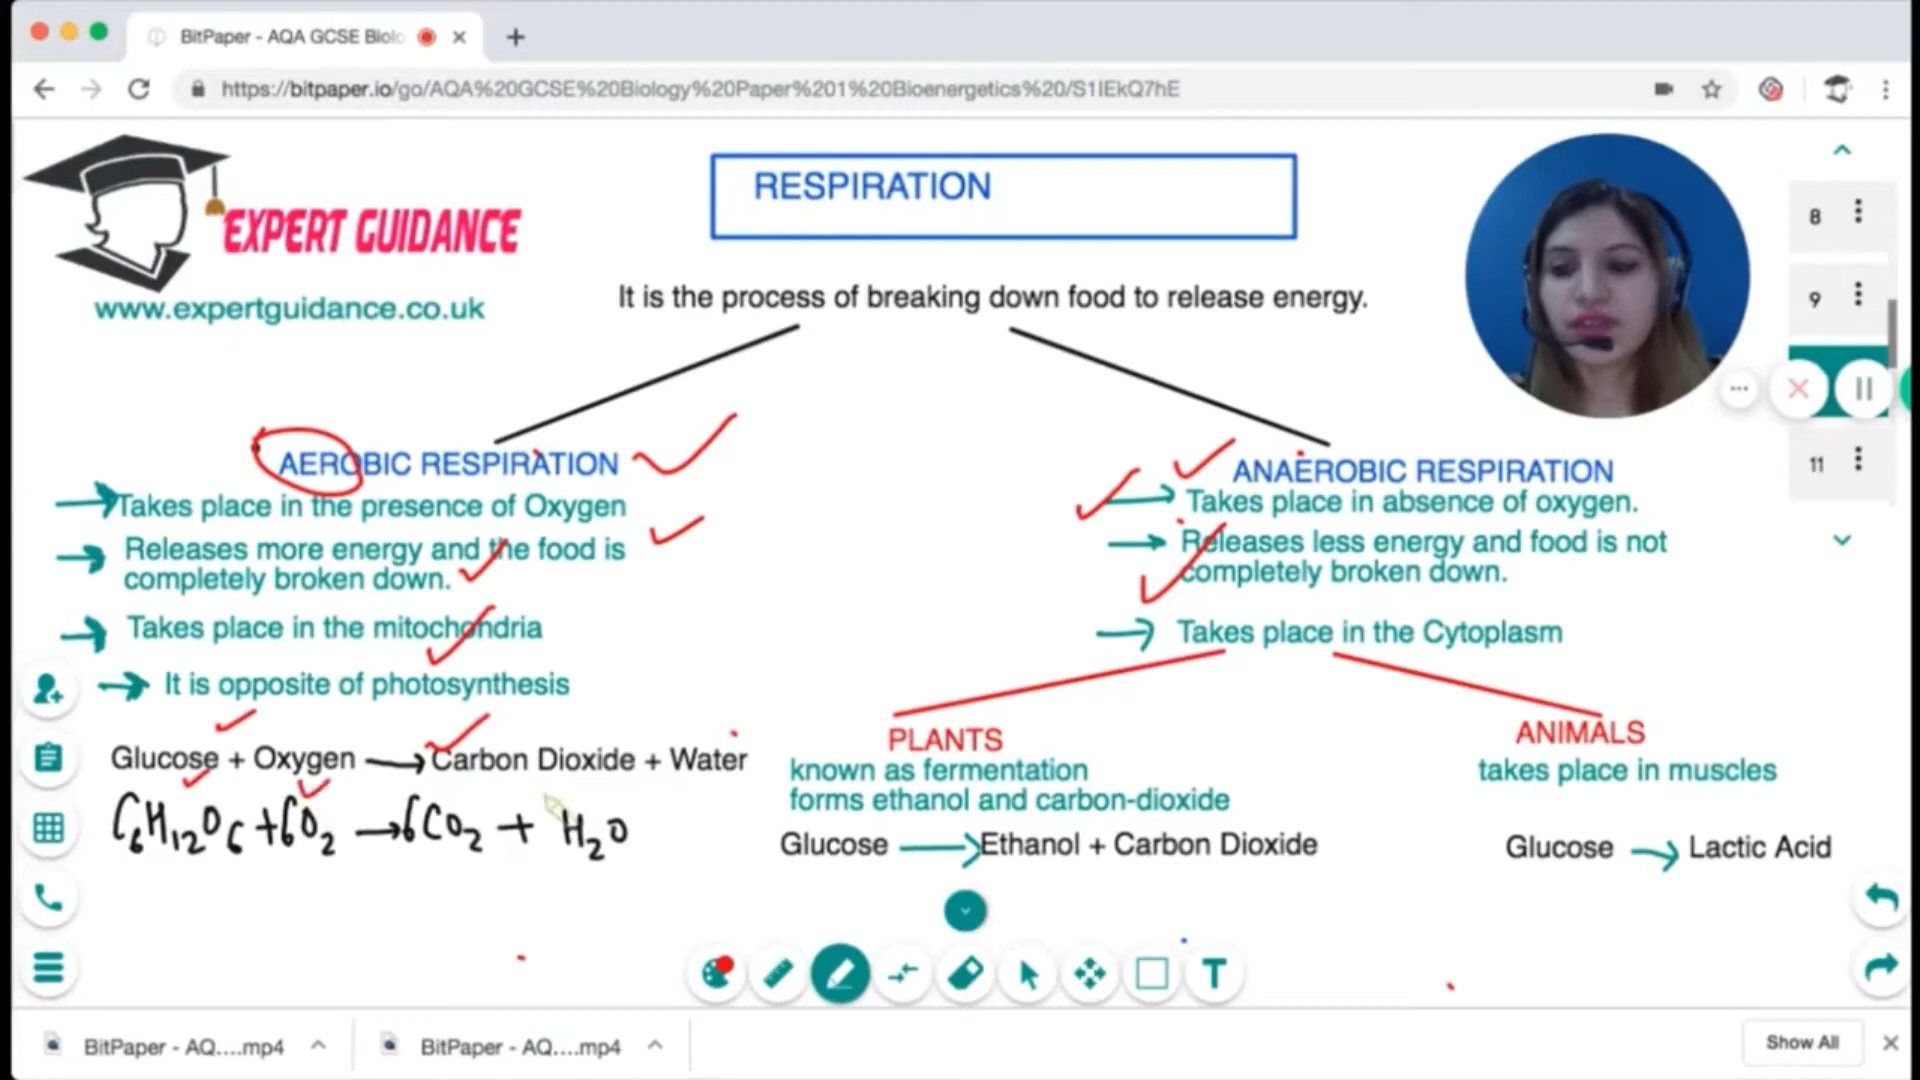 BitPaper - AQA GCSE Biolo
https://bitpaper.io/go/AQA%20GCSE%20Biology%20Paper%201%20Bioenergetics%20/S1IEkQ7hE
EXPERT GUIDANCE
www.expertguidance.co.uk
RESPIRATION
It is the process of breaking down food to release energy.
8
9
11
AEROBIC RESPIRATION
Takes place in the presence of Oxygen
Releases more energy and the food is
completely broken down.
Takes place in the mitochondria
It is opposite of photosynthesis
Glucose + Oxygen → Carbon Dioxide + Water
C6H12O6 + 6O2 → 6CO2 + H2O
ANAEROBIC RESPIRATION
Takes place in absence of oxygen.
Releases less energy and food is not
completely broken down.
Takes place in the Cytoplasm
PLANTS
known as fermentation
forms ethanol and carbon-dioxide
Glucose → Ethanol + Carbon Dioxide
ANIMALS
takes place in muscles
Glucose → Lactic Acid
T
BitPaper - AQ....mp4
BitPaper - AQ....mp4
Show All